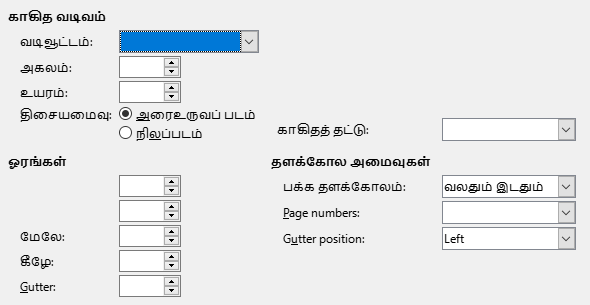 காகித வடிவம்
வடிவூட்டம்:
அகலம்:
உயரம்:
திசையமைவு:
அரைஉருவப் படம்
நிலப்படம்
காகிதத் தட்டு:
ஓரங்கள்
மேலே:
கீழே:
Gutter:
தளக்கோல அமைவுகள்
பக்க தளக்கோலம்: வலதும் இடதும்
Page numbers:
Gutter position: Left